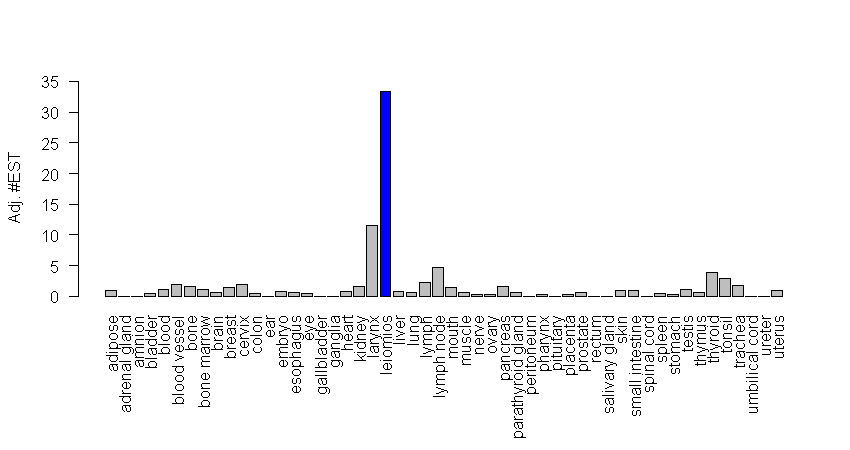 Adj. #EST
35
30
25
20
15
10
5
0
adipose
adrenal gland
amnion
bladder
blood
blood vessel
bone
bone marrow
brain
breast
cervix
colon
ear
embryo
esophagus
eye
gallbladder
ganglia
heart
kidney
larynx
leiomios
liver
lung
lymph
lymph node
mouth
muscle
nerve
ovary
pancreas
parathyroid gland
peritoneum
pharynx
pituitary
placenta
prostate
rectum
salivary gland
skin
small intestine
spinal cord
spleen
stomach
testis
thymus
thyroid
tonsil
trachea
umbilical cord
ureter
uterus